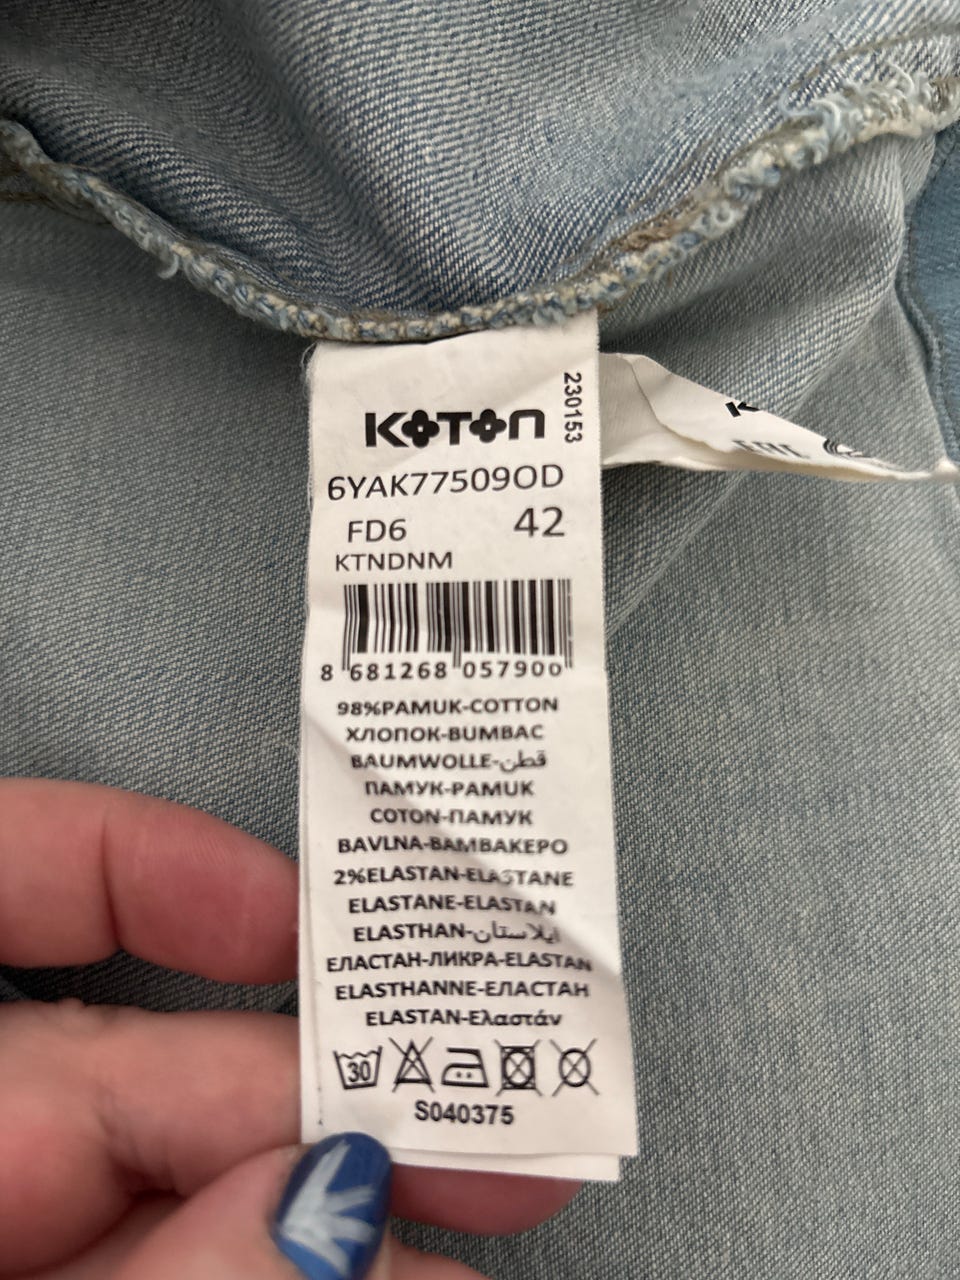 KOTON
230153
6YAK77509OD
FD6 42
KTNDNM
8 681268 057900
98%PAMUK-COTTON
ХЛОПОК-BUMBAC
BAUMWOLLE-قطن
ПАМУК-PAMUK
COTON-ПАМУК
BAVLNA-BAMBAKEPO
2%ELASTAN-ELASTANE
ELASTANE-ELASTAN
ELASTHAN-ايلاستان
ЕЛАСТАН-ЛИКРА-ELASTAN
ELASTHANNE-ЕЛАСТАН
ELASTAN-Ελαστάν
30
S040375